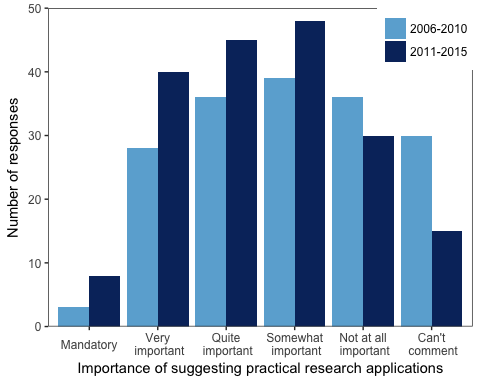 50
40
30
20
10
0
Number of responses
2006-2010
2011-2015
Mandatory
Very
important
Quite
important
Somewhat
important
Not at all
important
Can't
comment
Importance of suggesting practical research applications